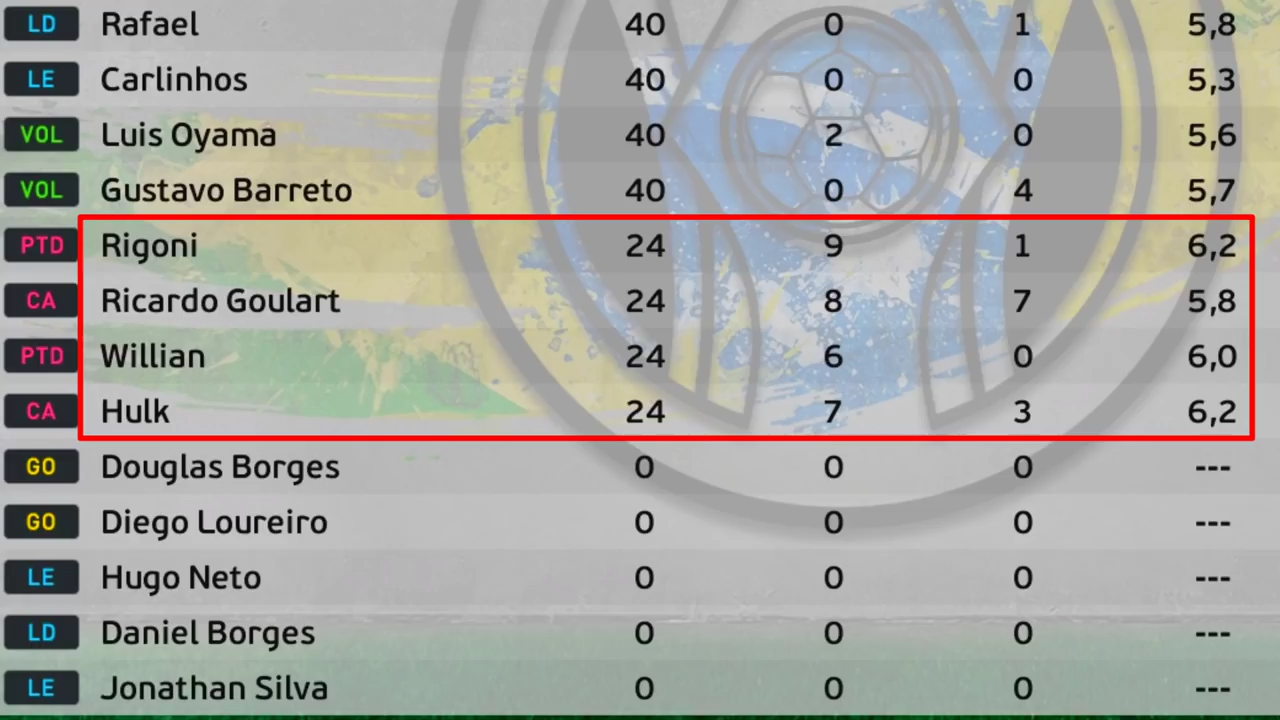 LD Rafael 40 0 1 5,8
LE Carlinhos 40 0 0 5,3
VOL Luis Oyama 40 2 0 5,6
VOL Gustavo Barreto 40 0 4 5,7
PTD Rigoni 24 9 1 6,2
CA Ricardo Goulart 24 8 7 5,8
PTD Willian 24 6 0 6,0
CA Hulk 24 7 3 6,2
GO Douglas Borges 0 0 0 ---
GO Diego Loureiro 0 0 0 ---
LE Hugo Neto 0 0 0 ---
LD Daniel Borges 0 0 0 ---
LE Jonathan Silva 0 0 0 ---